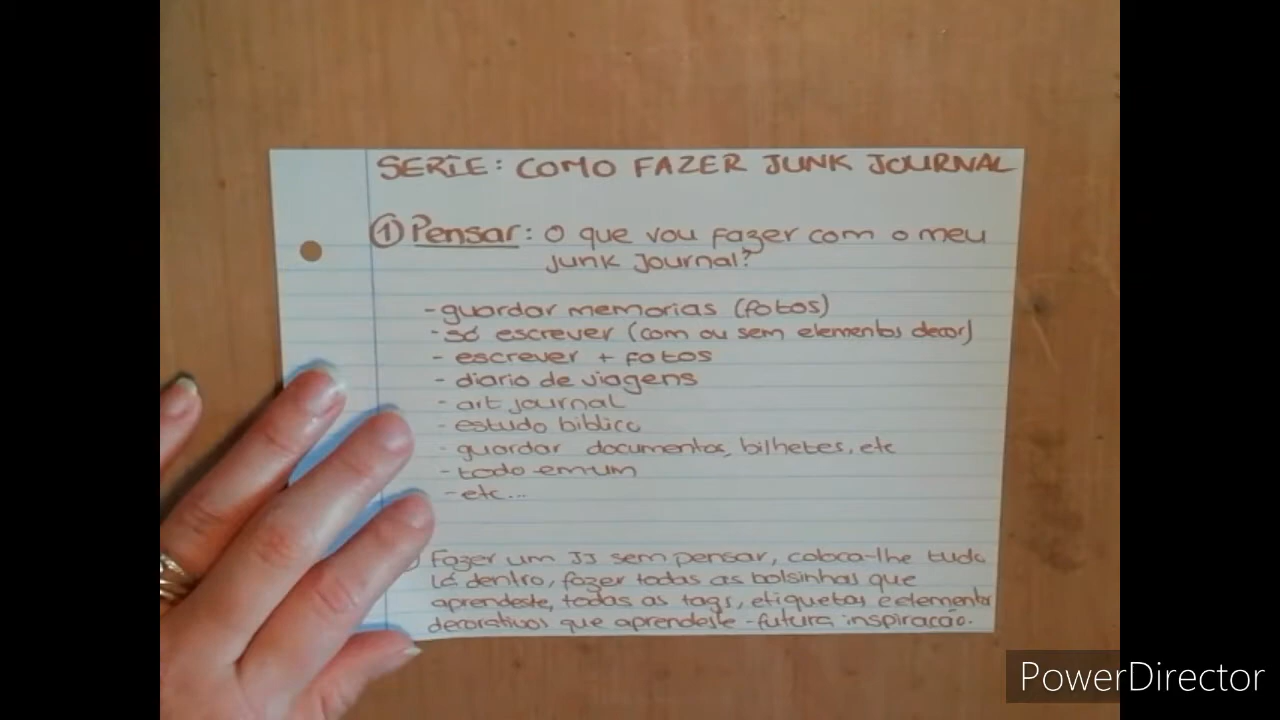 SERIE: COMO FAZER JUNK JOURNAL
① Pensar: O que vou fazer com o meu
junk journal?
- guardar memorias (fotos)
- só escrever (com ou sem elementos decor)
- escrever + fotos
- diario de viagens
- art journal
- estudo biblico
- guardar documentos, bilhetes, etc
- todo em um
- etc...
Fazer um JJ sem pensar, coloca-lhe tudo
lá dentro, fazer todas as bolsinhas que
aprendeste, todas as tags, etiquetas e elementos
decorativos que aprendeste - futura inspiração.
PowerDirector